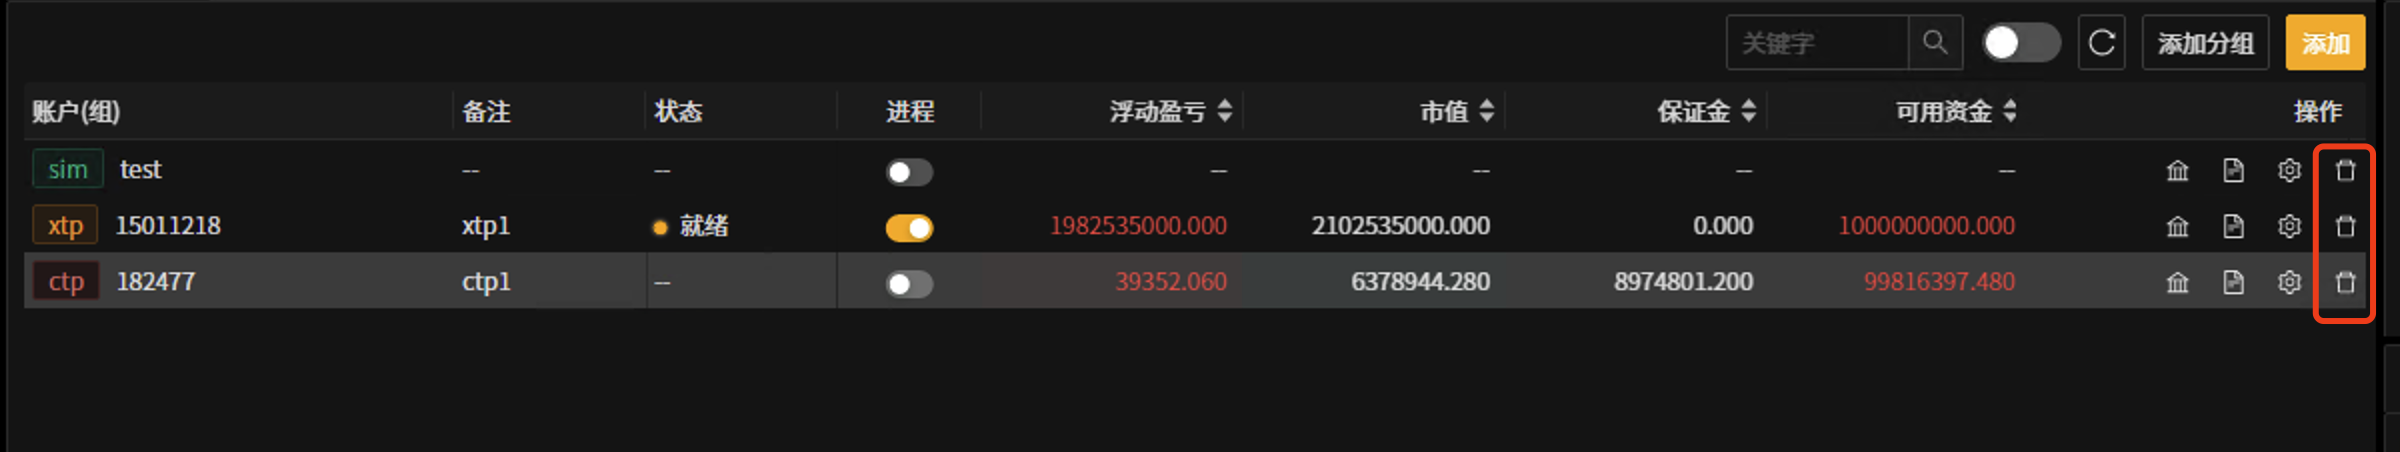 关键字 添加分组 添加
账户(组) 备注 状态 进程 浮动盈亏 市值 保证金 可用资金 操作
sim test -- -- -- -- -- --
xtp 15011218 xtp1 就绪 1982535000.000 2102535000.000 0.000 1000000000.000
ctp 182477 ctp1 -- 39352.060 6378944.280 8974801.200 99816397.480